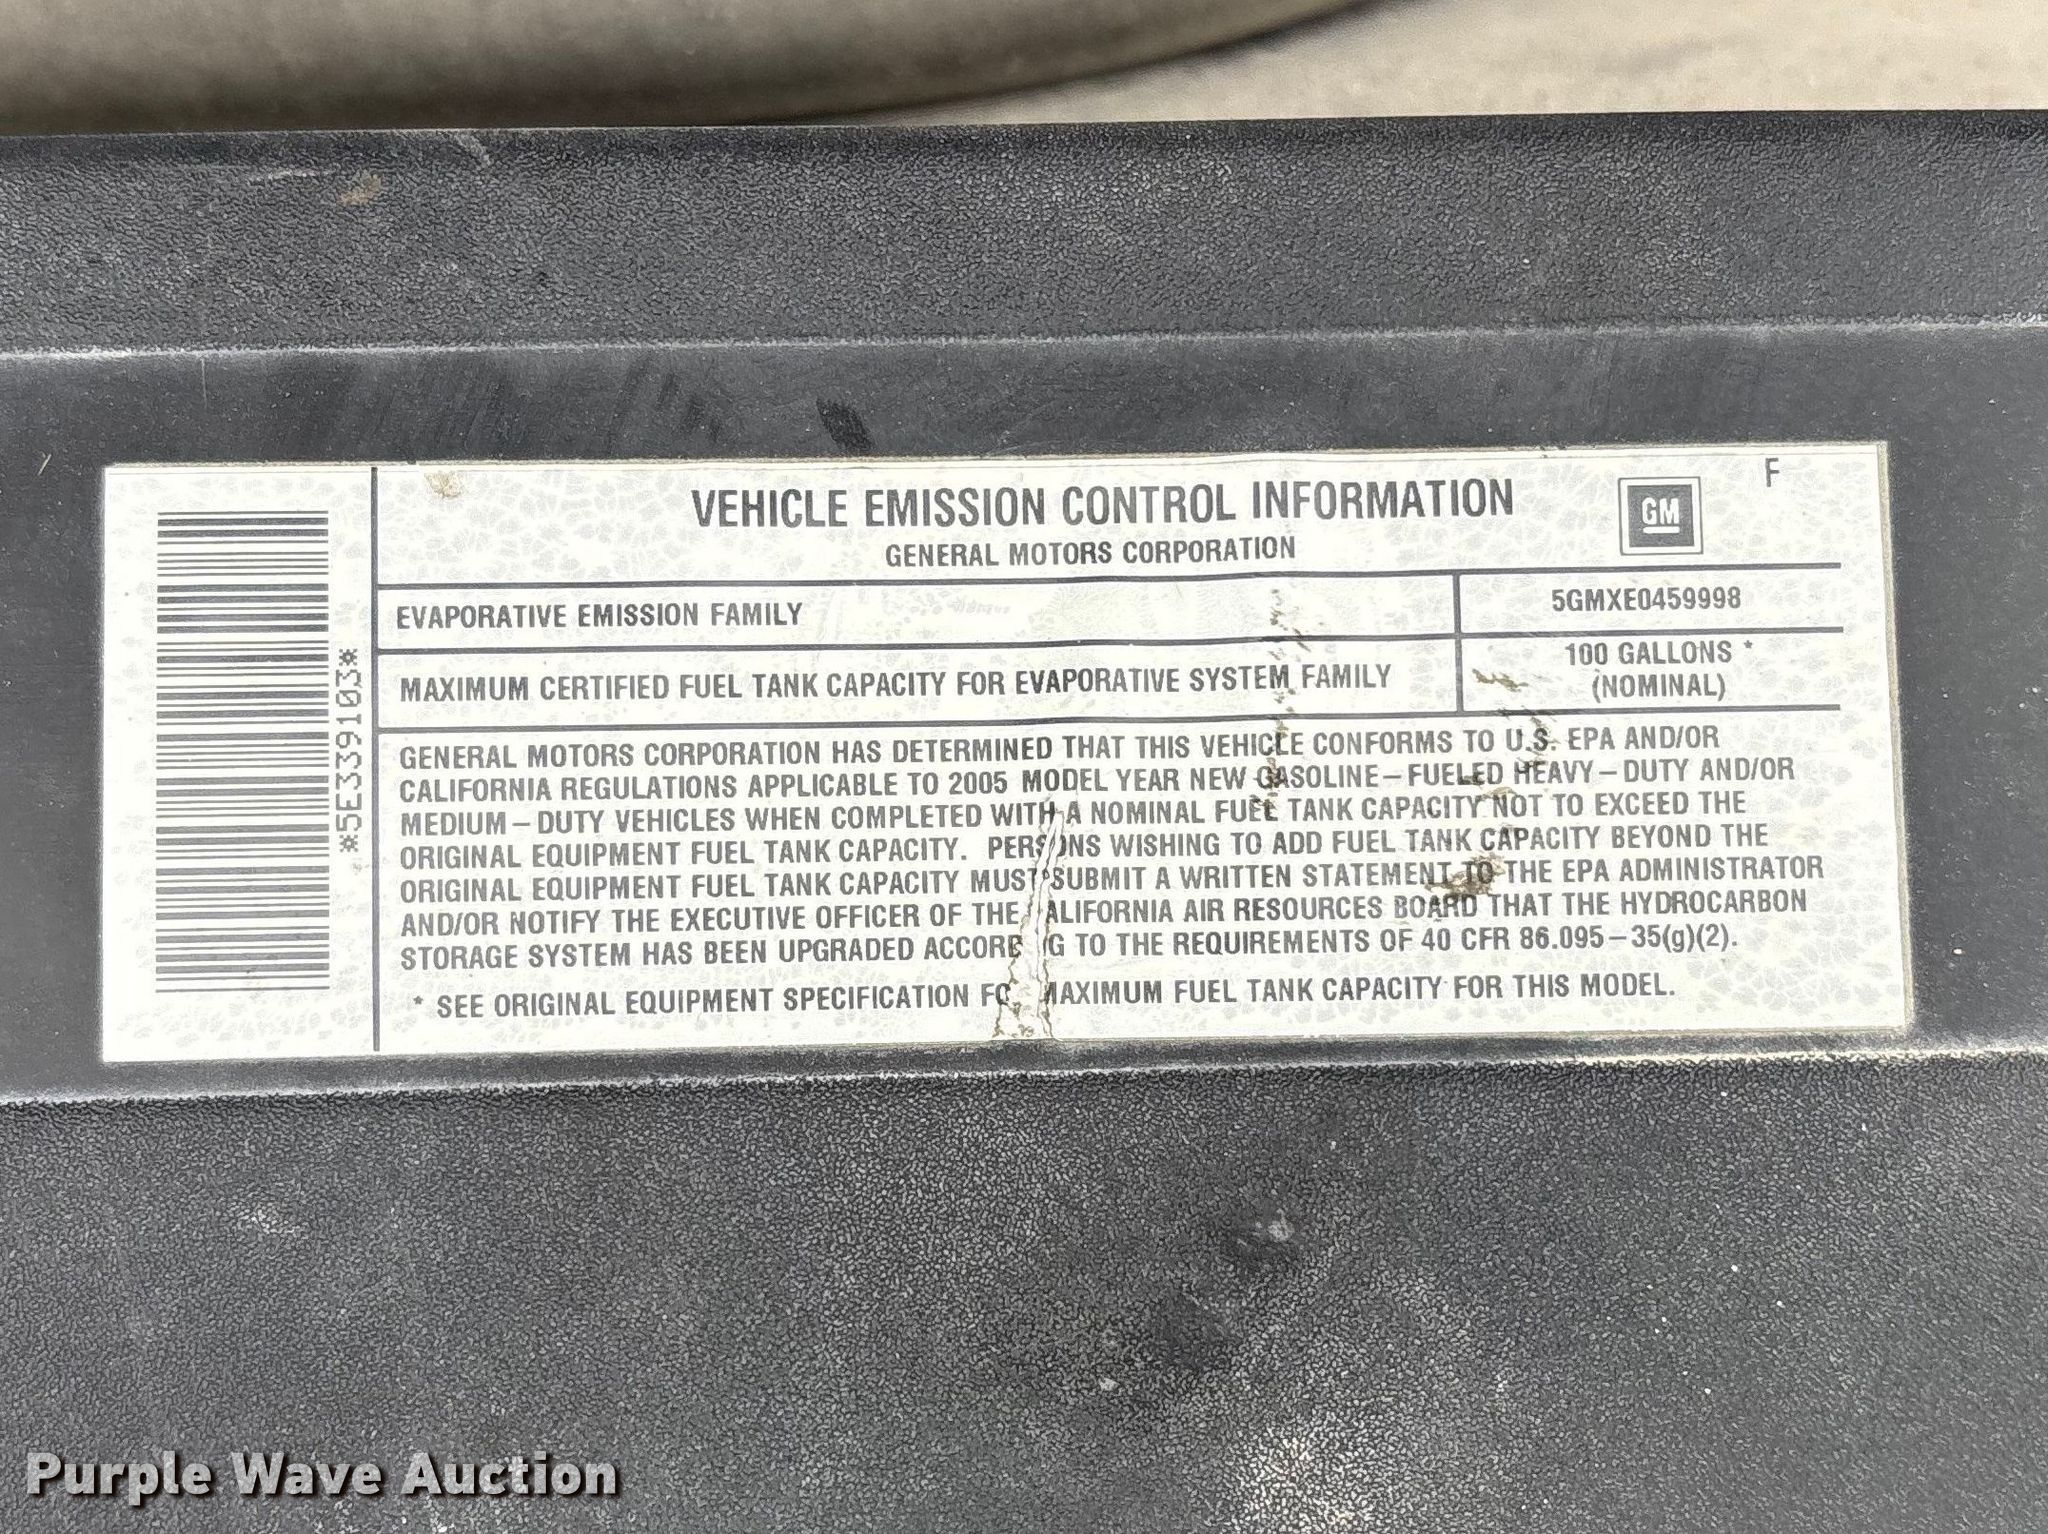 VEHICLE EMISSION CONTROL INFORMATION
GM
F
GENERAL MOTORS CORPORATION
EVAPORATIVE EMISSION FAMILY
5GMXE0459998
MAXIMUM CERTIFIED FUEL TANK CAPACITY FOR EVAPORATIVE SYSTEM FAMILY
100 GALLONS *
(NOMINAL)
GENERAL MOTORS CORPORATION HAS DETERMINED THAT THIS VEHICLE CONFORMS TO U.S. EPA AND/OR
CALIFORNIA REGULATIONS APPLICABLE TO 2005 MODEL YEAR NEW GASOLINE-FUELED HEAVY-DUTY AND/OR
MEDIUM-DUTY VEHICLES WHEN COMPLETED WITH A NOMINAL FUEL TANK CAPACITY NOT TO EXCEED THE
ORIGINAL EQUIPMENT FUEL TANK CAPACITY. PERSONS WISHING TO ADD FUEL TANK CAPACITY BEYOND THE
ORIGINAL EQUIPMENT FUEL TANK CAPACITY MUST SUBMIT A WRITTEN STATEMENT TO THE EPA ADMINISTRATOR
AND/OR NOTIFY THE EXECUTIVE OFFICER OF THE CALIFORNIA AIR RESOURCES BOARD THAT THE HYDROCARBON
STORAGE SYSTEM HAS BEEN UPGRADED ACCORDING TO THE REQUIREMENTS OF 40 CFR 86.095-35(g)(2).
* SEE ORIGINAL EQUIPMENT SPECIFICATION FOR MAXIMUM FUEL TANK CAPACITY FOR THIS MODEL.
*5E339103*
Purple Wave Auction